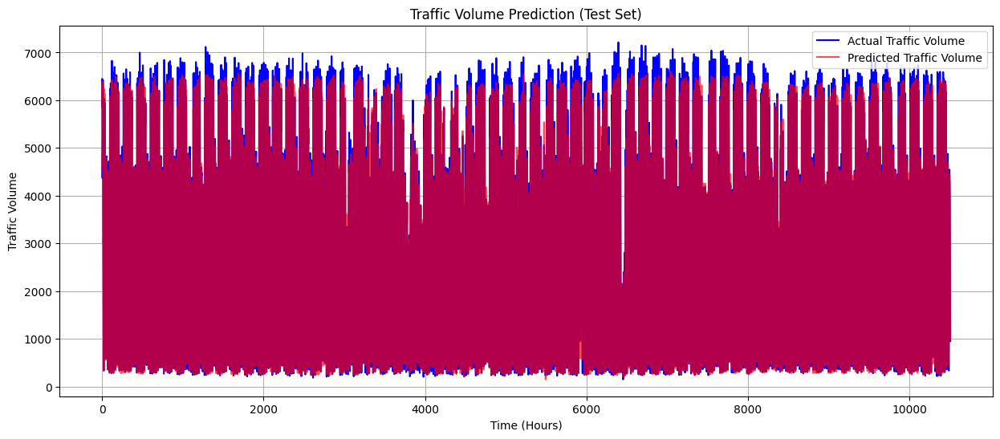 Traffic Volume Prediction (Test Set)
Actual Traffic Volume
Predicted Traffic Volume
Traffic Volume
7000
6000
5000
4000
3000
2000
1000
0
0 2000 4000 6000 8000 10000
Time (Hours)